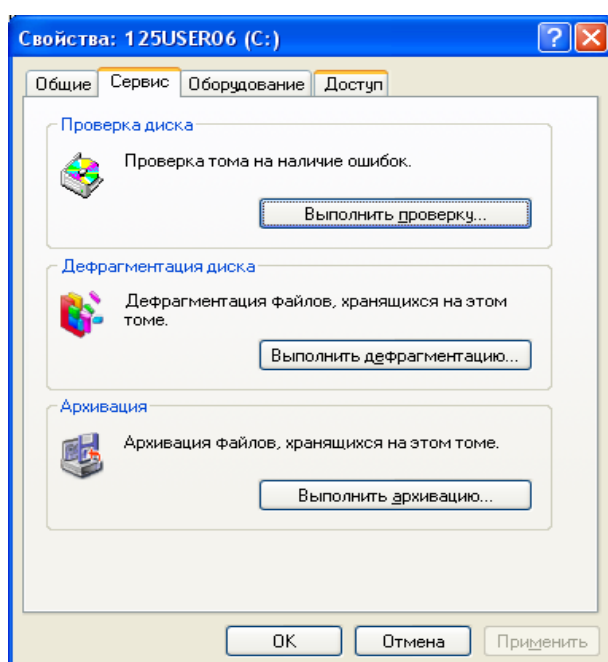 Свойства: 125USER06 (C:)
Общие Сервис Оборудование Доступ
Проверка диска
Проверка тома на наличие ошибок.
Выполнить проверку...
Дефрагментация диска
Дефрагментация файлов, хранящихся на этом
томе.
Выполнить дефрагментацию...
Архивация
Архивация файлов, хранящихся на этом томе.
Выполнить архивацию...
OK Отмена Применить